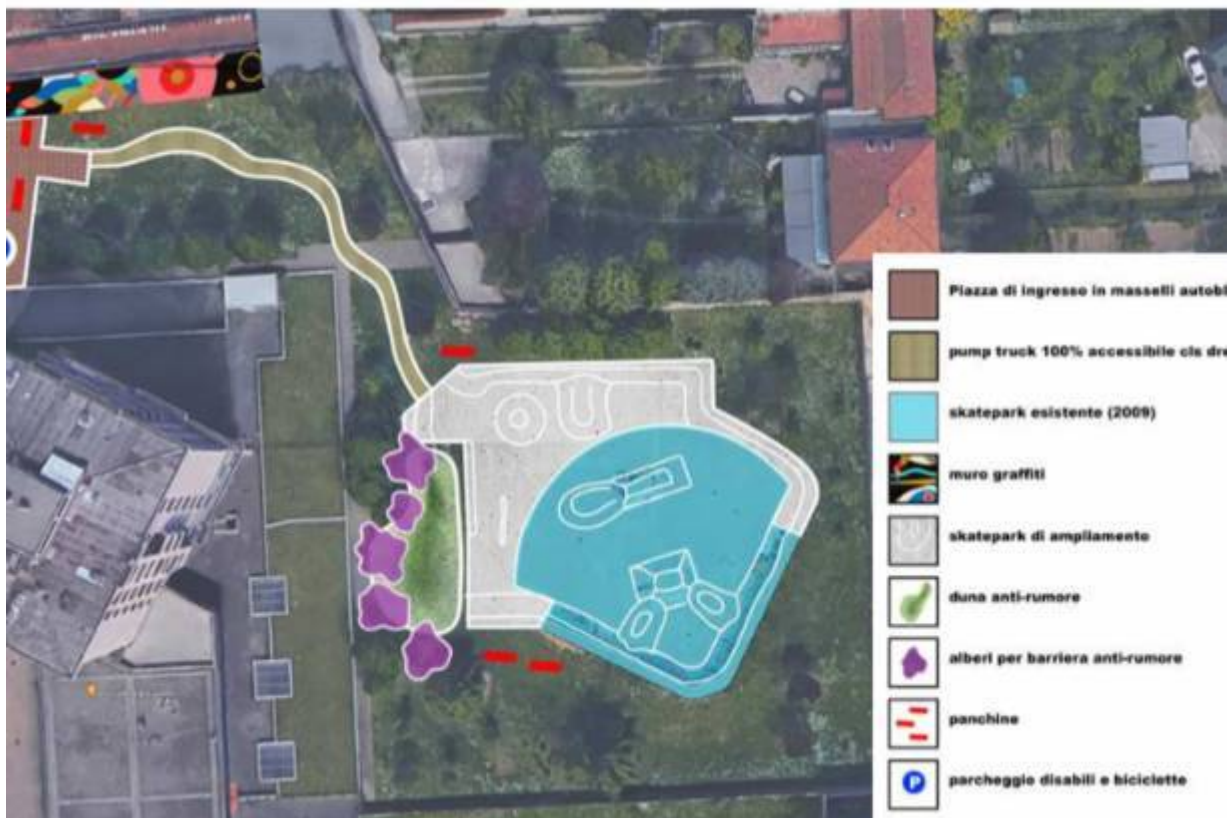 Piazza di ingresso in masselli autobl
pump truck 100% accessibile cls dre
skatepark esistente (2009)
muro graffiti
skatepark di ampliamento
duna anti-rumore
alberi per barriera anti-rumore
panchine
P
parcheggio disabili e biciclette